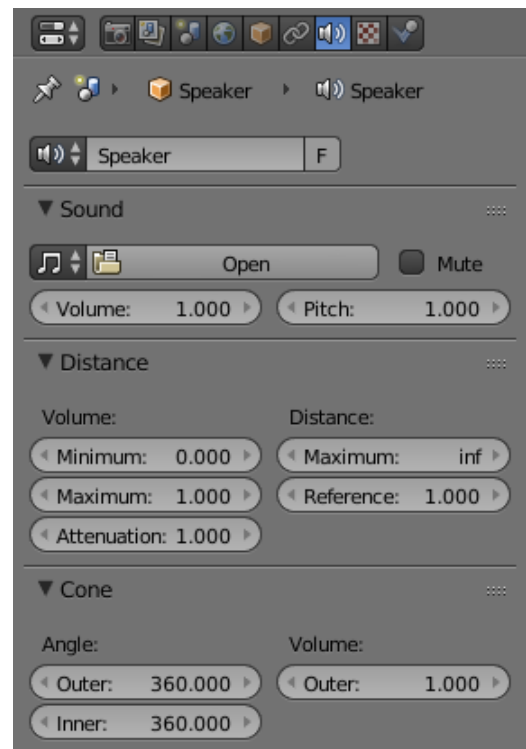 Speaker Speaker
Speaker F
Sound
Open Mute
Volume: 1.000 Pitch: 1.000
Distance
Volume: Distance:
Minimum: 0.000 Maximum: inf
Maximum: 1.000 Reference: 1.000
Attenuation: 1.000
Cone
Angle: Volume:
Outer: 360.000 Outer: 1.000
Inner: 360.000